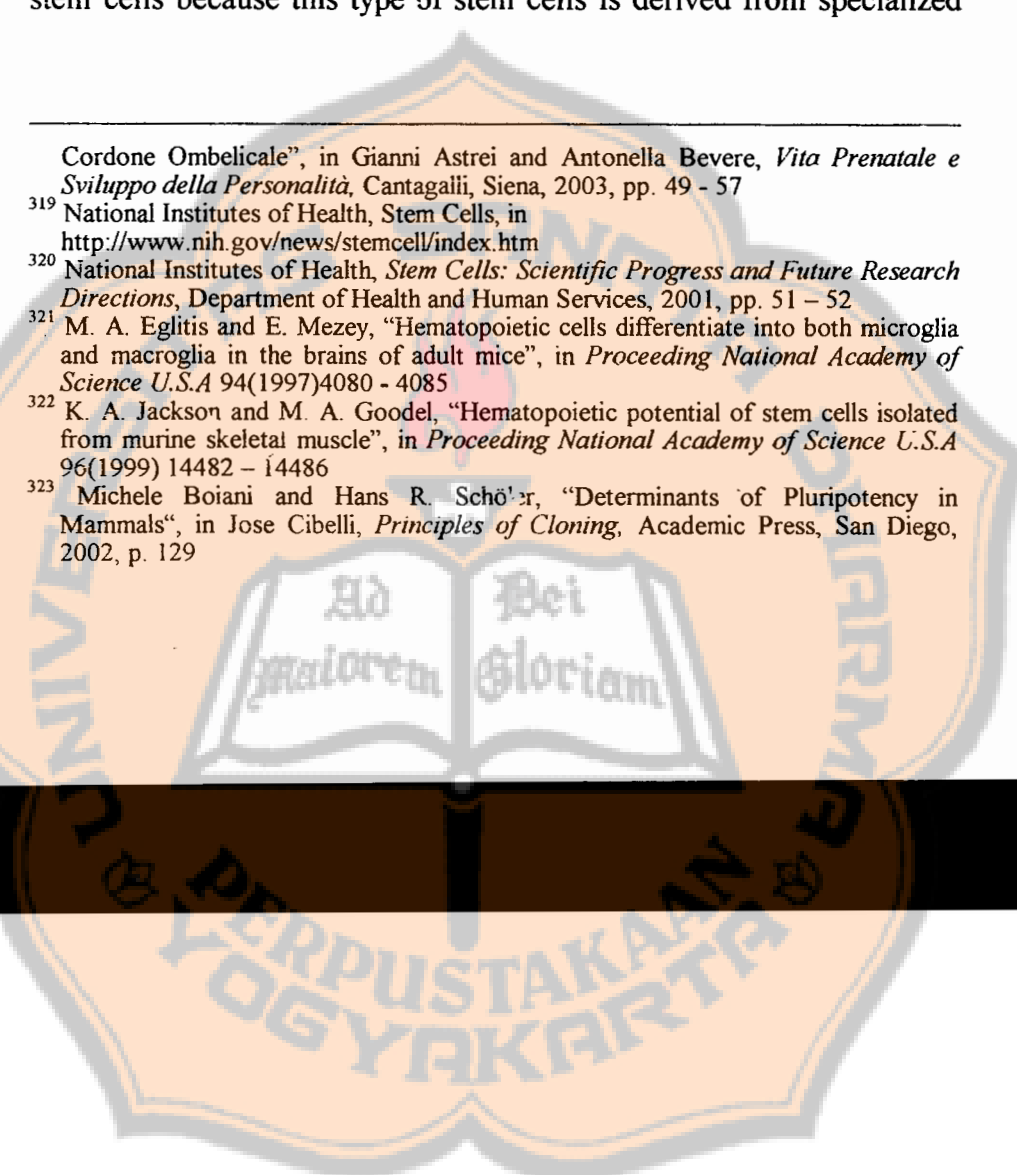 stem cells because this type of stem cells is derived from specialized
Cordone Ombelicale”, in Gianni Astrei and Antonella Bevere, Vita Prenatale e
Sviluppo della Personalità, Cantagalli, Siena, 2003, pp. 49 - 57
319 National Institutes of Health, Stem Cells, in
http://www.nih.gov/news/stemcell/index.htm
320 National Institutes of Health, Stem Cells: Scientific Progress and Future Research
Directions, Department of Health and Human Services, 2001, pp. 51 – 52
321 M. A. Eglitis and E. Mezey, “Hematopoietic cells differentiate into both microglia
and macroglia in the brains of adult mice”, in Proceeding National Academy of
Science U.S.A 94(1997)4080 - 4085
322 K. A. Jackson and M. A. Goodel, “Hematopoietic potential of stem cells isolated
from murine skeletal muscle”, in Proceeding National Academy of Science U.S.A
96(1999) 14482 – 14486
323 Michele Boiani and Hans R. “Determinants of Pluripotency in
Mammals“, in Jose Cibelli, Principles of Cloning, Academic Press, San Diego,
2002, p. 129
UNIVERSITAS SANATA DHARMA
Ad Dei
maiorem Gloriam
PERPUSTAKAAN
YOGYAKARTA